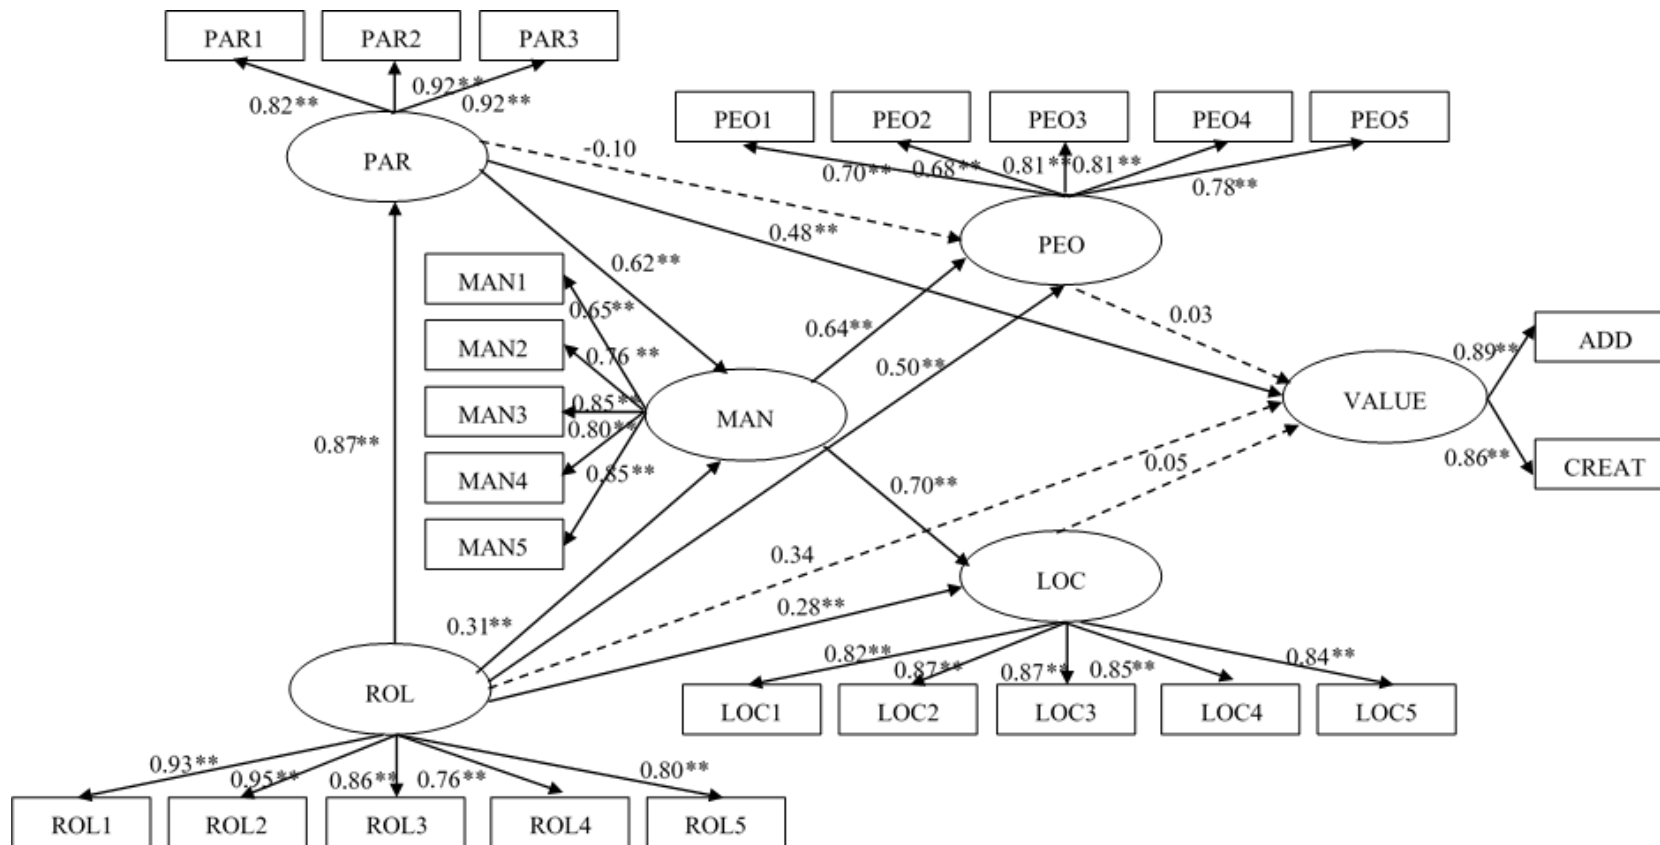 PAR1 PAR2 PAR3
0.82** 0.92** 0.92**
PAR
PEO1 PEO2 PEO3 PEO4 PEO5
0.70** 0.68** 0.81** 0.81** 0.78**
PEO
-0.10
0.48**
0.62**
MAN1
MAN2
MAN3
MAN4
MAN5
0.65**
0.76 **
0.85**
0.80**
0.85**
MAN
0.64**
0.50**
0.03
0.87**
0.70**
0.05
0.34
0.31**
0.28**
VALUE
0.89**
0.86**
ADD
CREAT
LOC
0.82** 0.87** 0.87** 0.85** 0.84**
LOC1 LOC2 LOC3 LOC4 LOC5
ROL
0.93** 0.95** 0.86** 0.76** 0.80**
ROL1 ROL2 ROL3 ROL4 ROL5